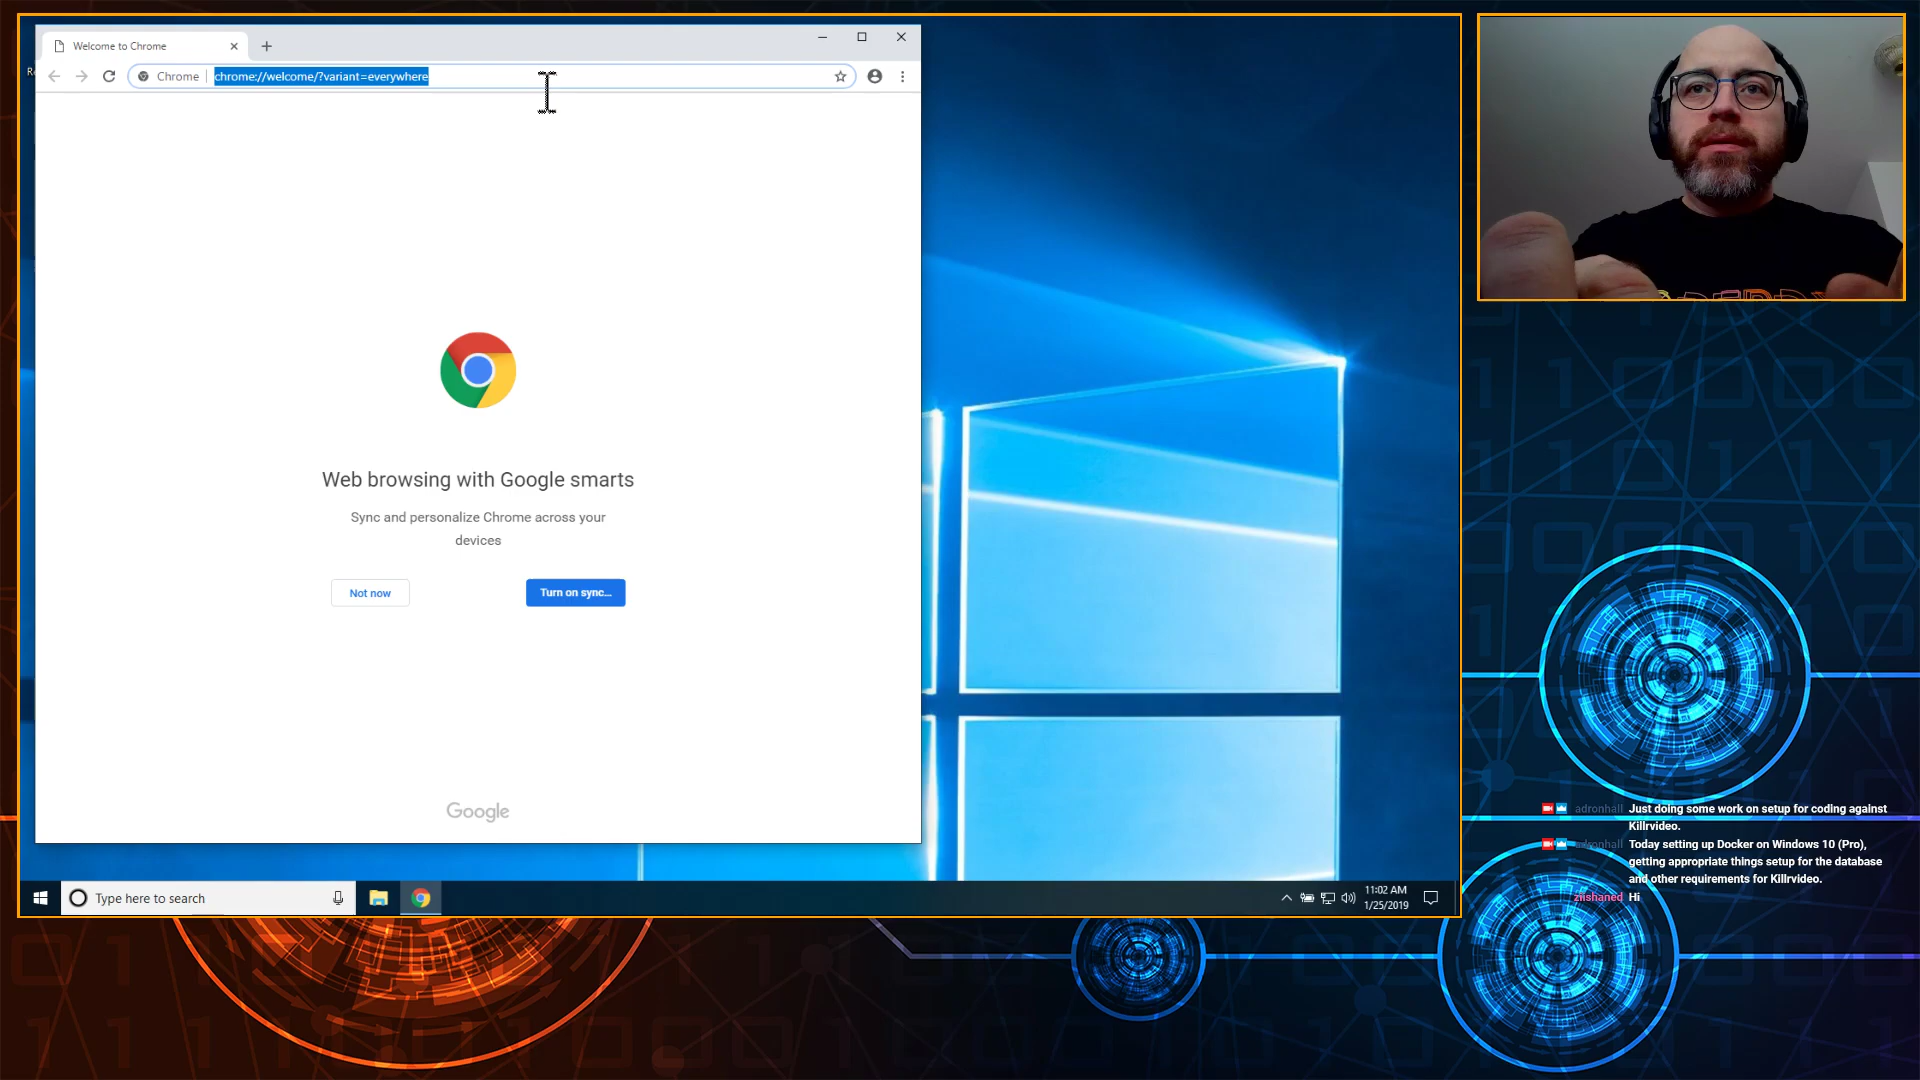 Welcome to Chrome
Chrome
chrome://welcome/?variant=everywhere
Web browsing with Google smarts
Sync and personalize Chrome across your
devices
Not now
Turn on sync...
Google
Type here to search
11:02 AM
1/25/2019
adronhall Just doing some work on setup for coding against
Killrvideo.
adronhall Today setting up Docker on Windows 10 (Pro),
getting appropriate things setup for the database
and other requirements for Killrvideo.
znshaned Hi